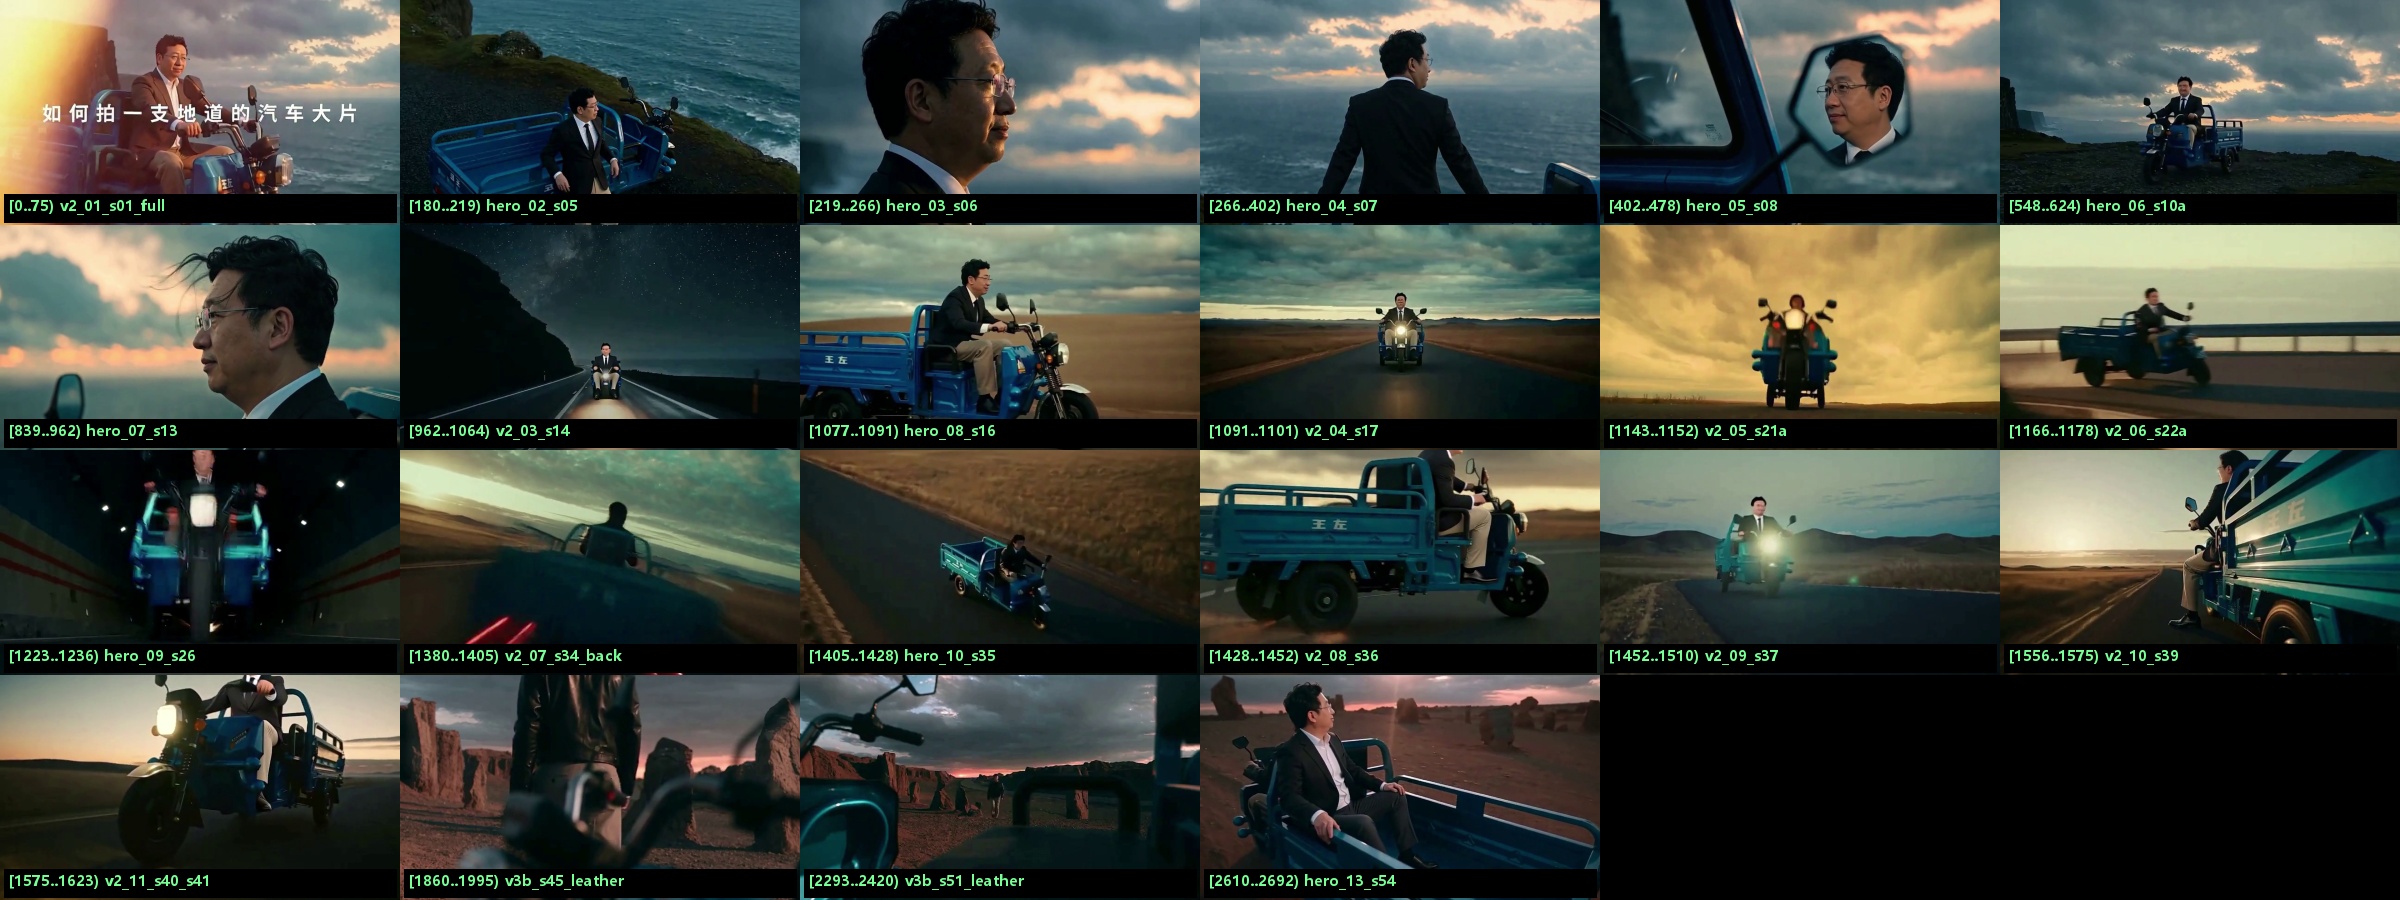 如何拍一支地道的汽车大片
[0..75) v2_01_s01_full
[180..219) hero_02_s05
[219..266) hero_03_s06
[266..402) hero_04_s07
[402..478) hero_05_s08
[548..624) hero_06_s10a
[839..962) hero_07_s13
[962..1064) v2_03_s14
王左
[1077..1091) hero_08_s16
[1091..1101) v2_04_s17
[1143..1152) v2_05_s21a
[1166..1178) v2_06_s22a
[1223..1236) hero_09_s26
[1380..1405) v2_07_s34_back
[1405..1428) hero_10_s35
王左
[1428..1452) v2_08_s36
[1452..1510) v2_09_s37
王左
[1556..1575) v2_10_s39
[1575..1623) v2_11_s40_s41
[1860..1995) v3b_s45_leather
[2293..2420) v3b_s51_leather
[2610..2692) hero_13_s54